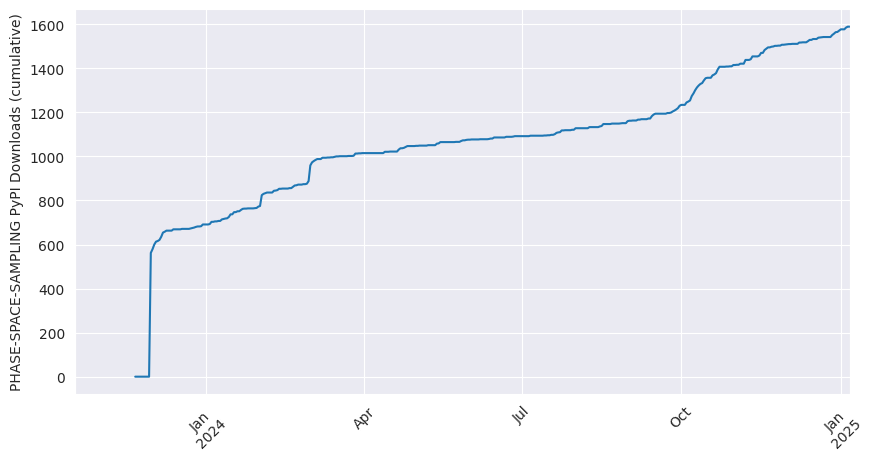 PHASE-SPACE-SAMPLING PyPI Downloads (cumulative)
1600
1400
1200
1000
800
600
400
200
0
Jan
2024
Apr
Jul
Oct
Jan
2025